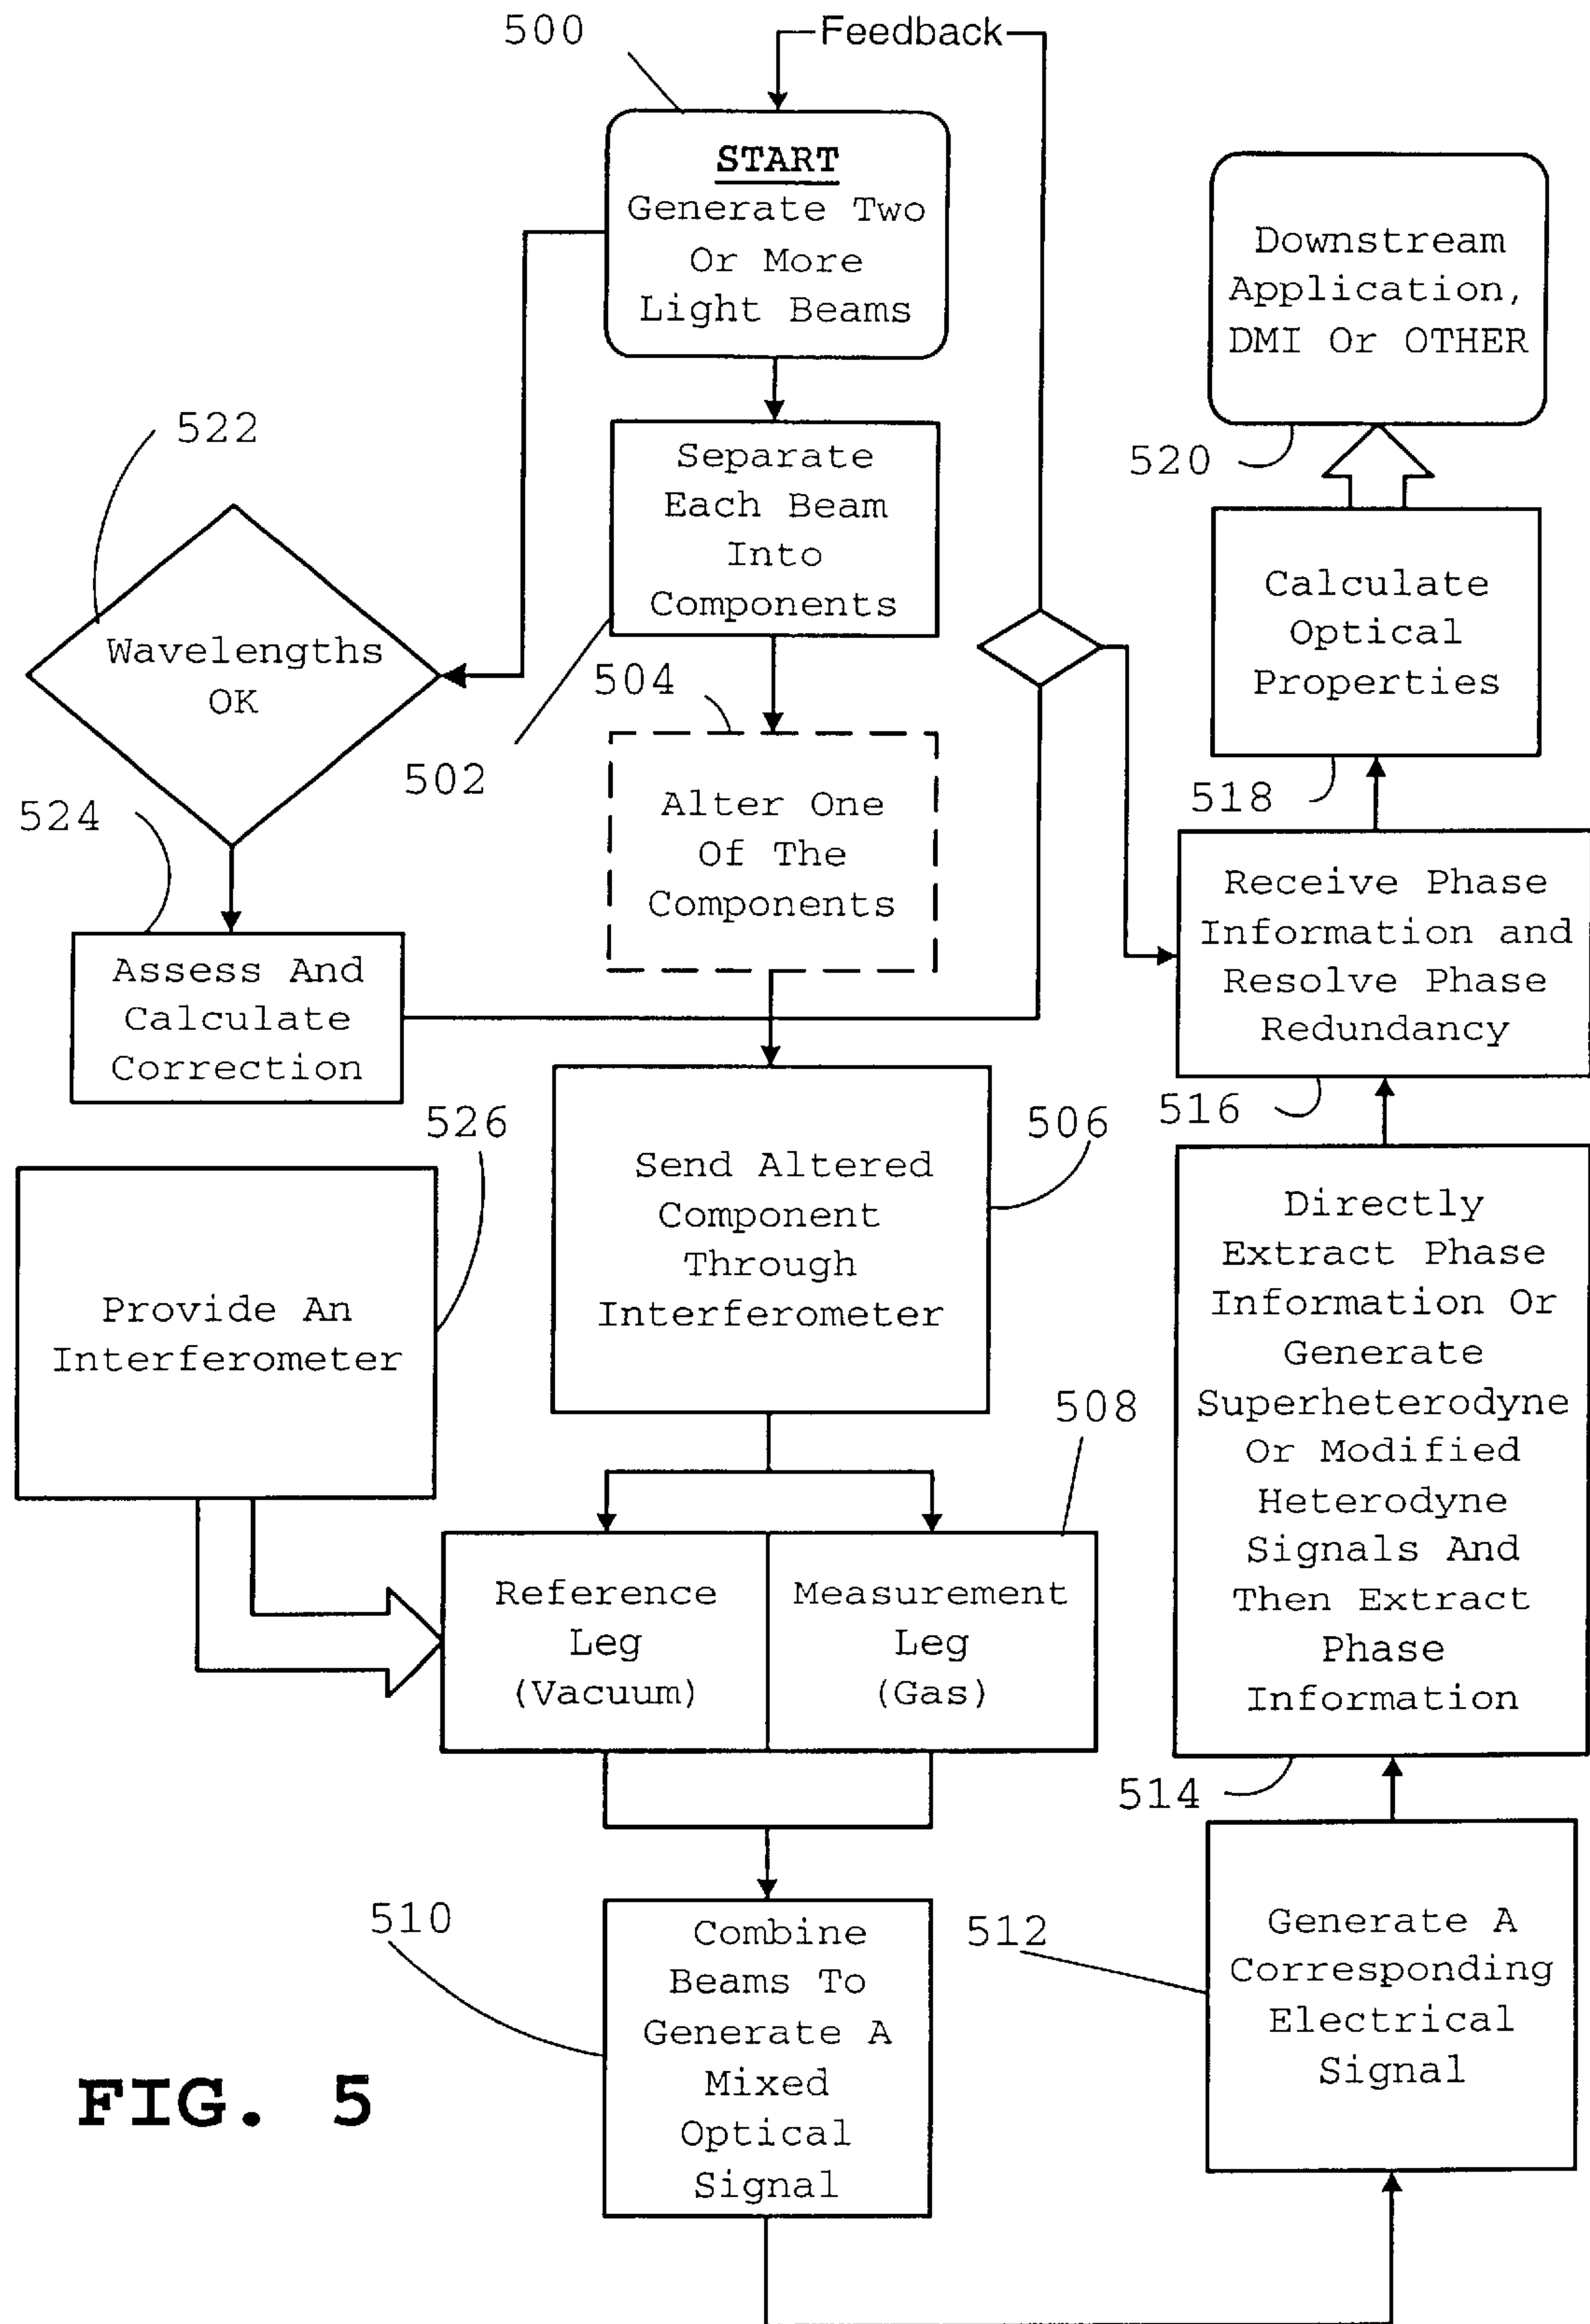 500
Feedback
START
Generate Two
Or More
Light Beams
Downstream
Application,
DMI Or OTHER
522
520
Separate
Each Beam
Into
Components
Wavelengths
OK
504
502
Calculate
Optical
Properties
518
524
Alter One
Of The
Components
Receive Phase
Information and
Resolve Phase
Redundancy
Assess And
Calculate
Correction
526
506
516
Send Altered
Component
Through
Interferometer
Provide An
Interferometer
Directly
Extract Phase
Information Or
Generate
Superheterodyne
Or Modified
Heterodyne
Signals And
Then Extract
Phase
Information
508
Reference
Leg
(Vacuum)
Measurement
Leg
(Gas)
514
510
Combine
Beams To
Generate A
Mixed
Optical
Signal
512
Generate A
Corresponding
Electrical
Signal
FIG. 5